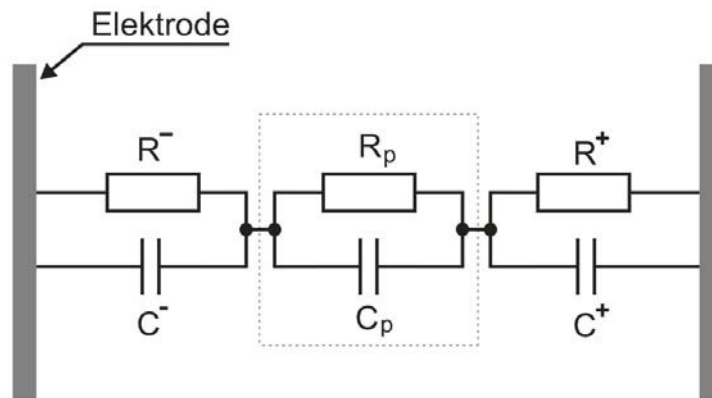 Elektrode
R⁻
Rₚ
R⁺
C⁻
Cₚ
C⁺